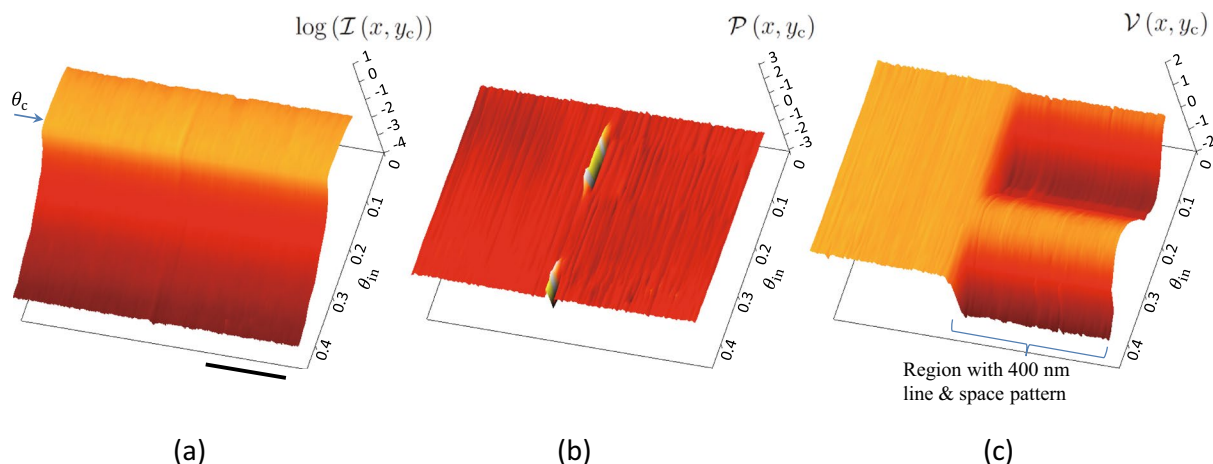 log (I (x, y_c))
1
0
-1
-2
-3
-4
θ_c
0
0.1
0.2
0.3
0.4
θ_in
P (x, y_c)
3
2
1
0
-1
-2
-3
0
0.1
0.2
0.3
0.4
θ_in
V (x, y_c)
2
1
0
-1
-2
0
0.1
0.2
0.3
0.4
θ_in
Region with 400 nm
line & space pattern
(a)
(b)
(c)